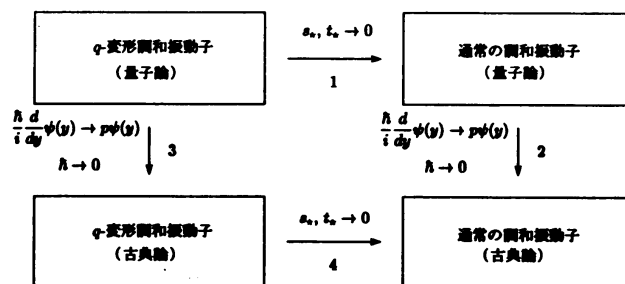 q-変形調和振動子
（量子論）
s*, t* → 0
1
通常の調和振動子
（量子論）
ℏ/i d/dy ψ(y) → pψ(y)
ℏ → 0
3
ℏ/i d/dy ψ(y) → pψ(y)
ℏ → 0
2
q-変形調和振動子
（古典論）
s*, t* → 0
4
通常の調和振動子
（古典論）